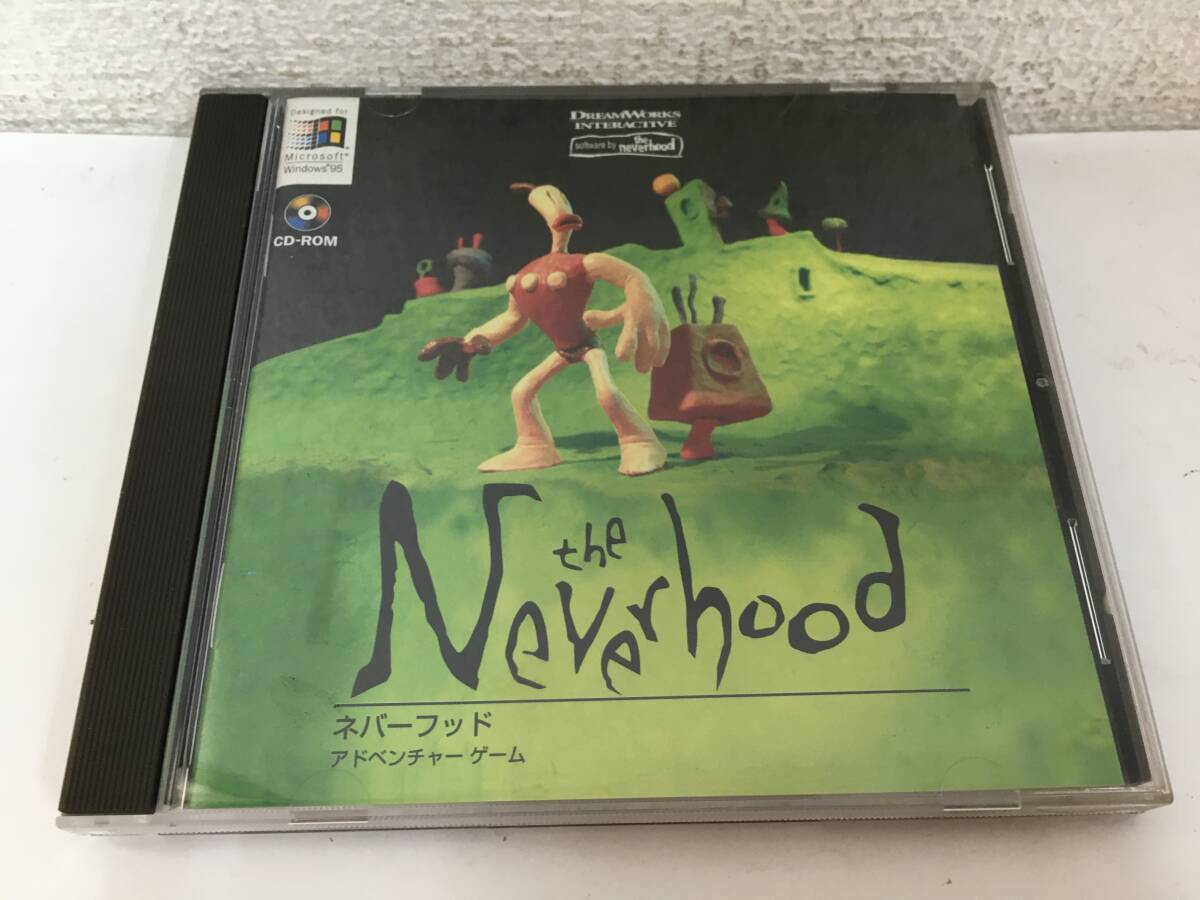 Designed for
Microsoft®
Windows®95
CD-ROM
DREAMWORKS
INTERACTIVE
software by the neverhood
the
Neverhood
ネバーフッド
アドベンチャー ゲーム